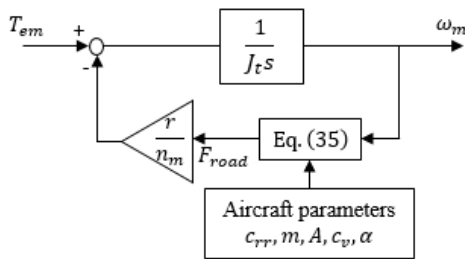 T_em + ω_m
-
1
J_t s
r
n_m
F_road
Eq. (35)
Aircraft parameters
c_rr, m, A, c_v, α